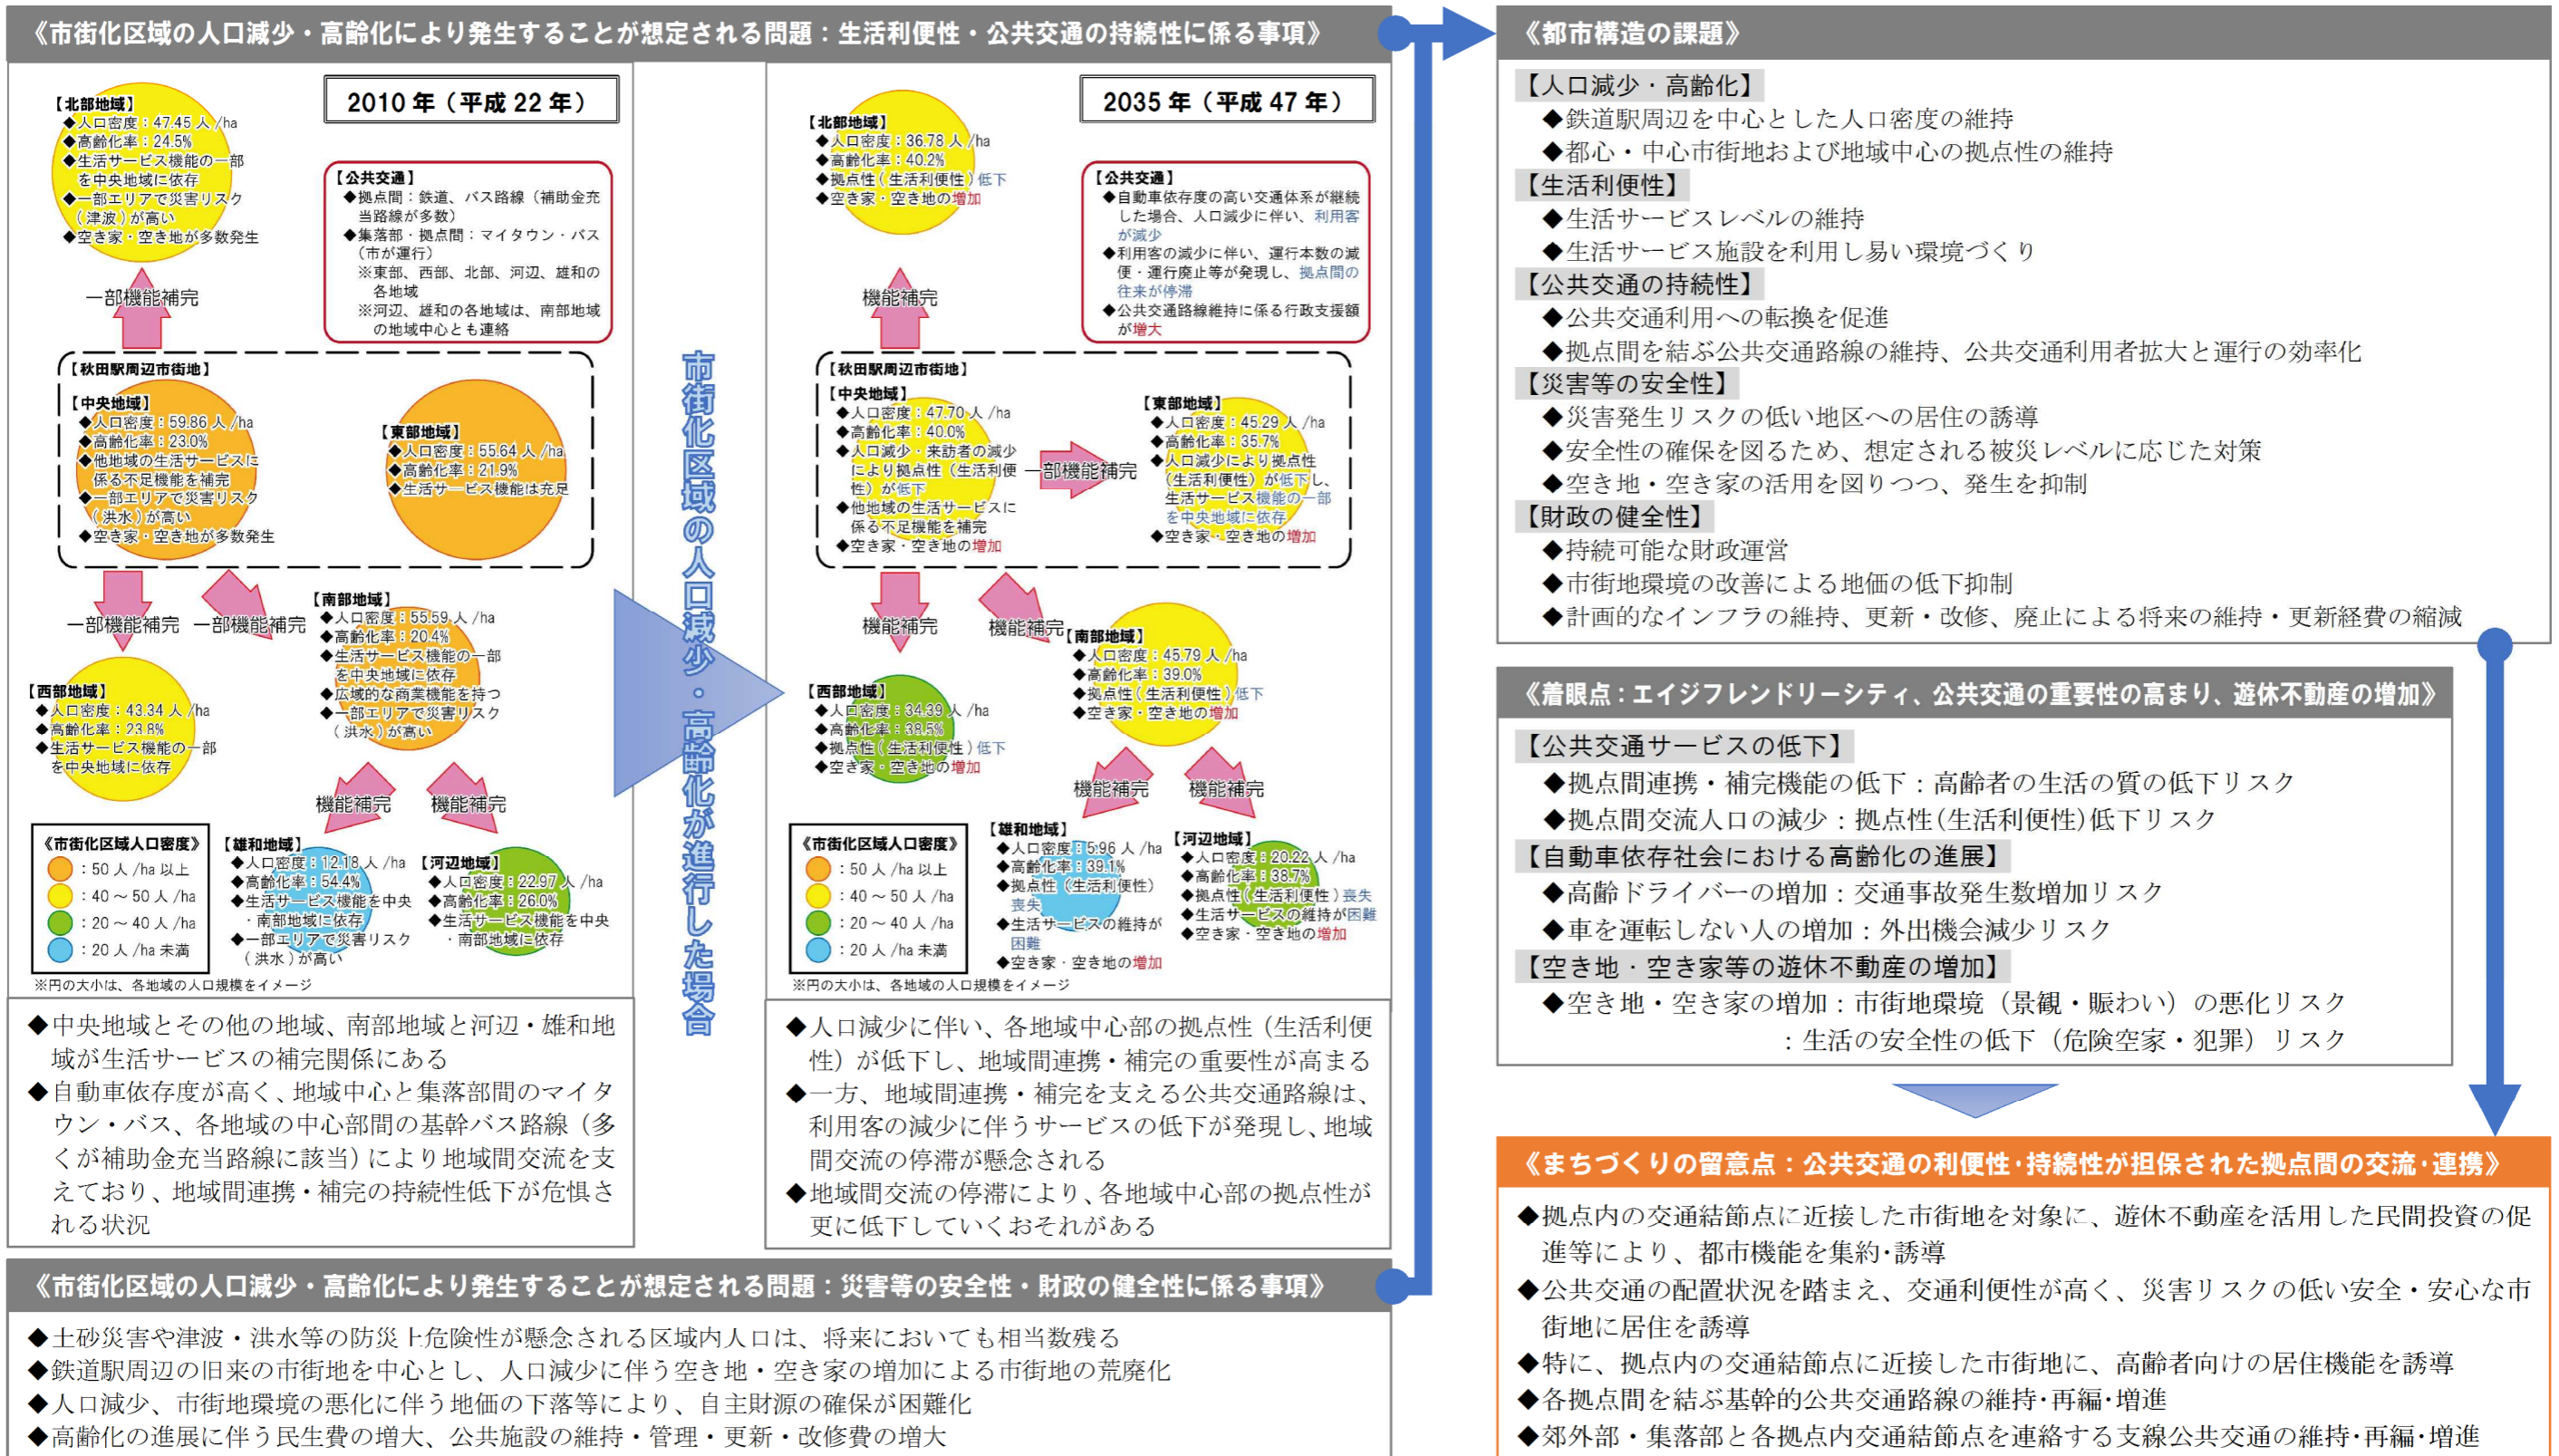 《市街化区域の人口減少・高齢化により発生することが想定される問題：生活利便性・公共交通の持続性に係る事項》
2010 年（平成 22 年）
【北部地域】
◆人口密度：47.45 人 /ha
◆高齢化率：24.5%
◆生活サービス機能の一部
を中央地域に依存
◆一部エリアで災害リスク
（津波）が高い
◆空き家・空き地が多数発生
【公共交通】
◆拠点間：鉄道、バス路線（補助金充
当路線が多数）
◆集落部・拠点間：マイタウン・バス
（市が運行）
※東部、西部、北部、河辺、雄和の
各地域
※河辺、雄和の各地域は、南部地域
の地域中心とも連絡
一部機能補完
【秋田駅周辺市街地】
【中央地域】
◆人口密度：59.86 人 /ha
◆高齢化率：23.0%
◆他地域の生活サービスに
係る不足機能を補完
◆一部エリアで災害リスク
（洪水）が高い
◆空き家・空き地が多数発生
【東部地域】
◆人口密度：55.64 人 /ha
◆高齢化率：21.9%
◆生活サービス機能は充足
一部機能補完
一部機能補完
【南部地域】
◆人口密度：55.59 人 /ha
◆高齢化率：20.4%
◆生活サービス機能の一部
を中央地域に依存
◆広域的な商業機能を持つ
◆一部エリアで災害リスク
（洪水）が高い
【西部地域】
◆人口密度：43.34 人 /ha
◆高齢化率：23.8%
◆生活サービス機能の一部
を中央地域に依存
機能補完
機能補完
《市街化区域人口密度》
：50 人 /ha 以上
：40 ～ 50 人 /ha
：20 ～ 40 人 /ha
：20 人 /ha 未満
【雄和地域】
◆人口密度：12.18 人 /ha
◆高齢化率：54.4%
◆生活サービス機能を中央
・南部地域に依存
◆一部エリアで災害リスク
（洪水）が高い
【河辺地域】
◆人口密度：22.97 人 /ha
◆高齢化率：26.0%
◆生活サービス機能を中央
・南部地域に依存
※円の大小は、各地域の人口規模をイメージ
◆中央地域とその他の地域、南部地域と河辺・雄和地
域が生活サービスの補完関係にある
◆自動車依存度が高く、地域中心と集落部間のマイタ
ウン・バス、各地域の中心部間の基幹バス路線（多
くが補助金充当路線に該当）により地域間交流を支
えており、地域間連携・補完の持続性低下が危惧さ
れる状況
市街化区域の人口減少・高齢化が進行した場合
2035 年（平成 47 年）
【北部地域】
◆人口密度：36.78 人 /ha
◆高齢化率：40.2%
◆拠点性（生活利便性）低下
◆空き家・空き地の増加
【公共交通】
◆自動車依存度の高い交通体系が継続
した場合、人口減少に伴い、利用客
が減少
◆利用客の減少に伴い、運行本数の減
便・運行廃止等が発現し、拠点間の
往来が停滞
◆公共交通路線維持に係る行政支援額
が増大
機能補完
【秋田駅周辺市街地】
【中央地域】
◆人口密度：47.70 人 /ha
◆高齢化率：40.0%
◆人口減少・来訪者の減少
により拠点性（生活利便
性）が低下
◆他地域の生活サービスに
係る不足機能を補完
◆空き家・空き地の増加
一部機能補完
【東部地域】
◆人口密度：45.29 人 /ha
◆高齢化率：35.7%
◆人口減少により拠点性
（生活利便性）が低下し、
生活サービス機能の一部
を中央地域に依存
◆空き家・空き地の増加
機能補完
機能補完
【南部地域】
◆人口密度：45.79 人 /ha
◆高齢化率：39.0%
◆拠点性（生活利便性）低下
◆空き家・空き地の増加
【西部地域】
◆人口密度：34.39 人 /ha
◆高齢化率：38.5%
◆拠点性（生活利便性）低下
◆空き家・空き地の増加
機能補完
機能補完
《市街化区域人口密度》
：50 人 /ha 以上
：40 ～ 50 人 /ha
：20 ～ 40 人 /ha
：20 人 /ha 未満
【雄和地域】
◆人口密度：5.96 人 /ha
◆高齢化率：39.1%
◆拠点性（生活利便性）
喪失
◆生活サービスの維持が
困難
◆空き家・空き地の増加
【河辺地域】
◆人口密度：20.22 人 /ha
◆高齢化率：38.7%
◆拠点性（生活利便性）喪失
◆生活サービスの維持が困難
◆空き家・空き地の増加
※円の大小は、各地域の人口規模をイメージ
◆人口減少に伴い、各地域中心部の拠点性（生活利便
性）が低下し、地域間連携・補完の重要性が高まる
◆一方、地域間連携・補完を支える公共交通路線は、
利用客の減少に伴うサービスの低下が発現し、地域
間交流の停滞が懸念される
◆地域間交流の停滞により、各地域中心部の拠点性が
更に低下していくおそれがある
《市街化区域の人口減少・高齢化により発生することが想定される問題：災害等の安全性・財政の健全性に係る事項》
◆土砂災害や津波・洪水等の防災上危険性が懸念される区域内人口は、将来においても相当数残る
◆鉄道駅周辺の旧来の市街地を中心とし、人口減少に伴う空き地・空き家の増加による市街地の荒廃化
◆人口減少、市街地環境の悪化に伴う地価の下落等により、自主財源の確保が困難化
◆高齢化の進展に伴う民生費の増大、公共施設の維持・管理・更新・改修費の増大
《都市構造の課題》
【人口減少・高齢化】
◆鉄道駅周辺を中心とした人口密度の維持
◆都心・中心市街地および地域中心の拠点性の維持
【生活利便性】
◆生活サービスレベルの維持
◆生活サービス施設を利用し易い環境づくり
【公共交通の持続性】
◆公共交通利用への転換を促進
◆拠点間を結ぶ公共交通路線の維持、公共交通利用者拡大と運行の効率化
【災害等の安全性】
◆災害発生リスクの低い地区への居住の誘導
◆安全性の確保を図るため、想定される被災レベルに応じた対策
◆空き地・空き家の活用を図りつつ、発生を抑制
【財政の健全性】
◆持続可能な財政運営
◆市街地環境の改善による地価の低下抑制
◆計画的なインフラの維持、更新・改修、廃止による将来の維持・更新経費の縮減
《着眼点：エイジフレンドリーシティ、公共交通の重要性の高まり、遊休不動産の増加》
【公共交通サービスの低下】
◆拠点間連携・補完機能の低下：高齢者の生活の質の低下リスク
◆拠点間交流人口の減少：拠点性(生活利便性)低下リスク
【自動車依存社会における高齢化の進展】
◆高齢ドライバーの増加：交通事故発生数増加リスク
◆車を運転しない人の増加：外出機会減少リスク
【空き地・空き家等の遊休不動産の増加】
◆空き地・空き家の増加：市街地環境（景観・賑わい）の悪化リスク
：生活の安全性の低下（危険空家・犯罪）リスク
《まちづくりの留意点：公共交通の利便性･持続性が担保された拠点間の交流･連携》
◆拠点内の交通結節点に近接した市街地を対象に、遊休不動産を活用した民間投資の促
進等により、都市機能を集約･誘導
◆公共交通の配置状況を踏まえ、交通利便性が高く、災害リスクの低い安全・安心な市
街地に居住を誘導
◆特に、拠点内の交通結節点に近接した市街地に、高齢者向けの居住機能を誘導
◆各拠点間を結ぶ基幹的公共交通路線の維持･再編･増進
◆郊外部・集落部と各拠点内交通結節点を連絡する支線公共交通の維持･再編･増進